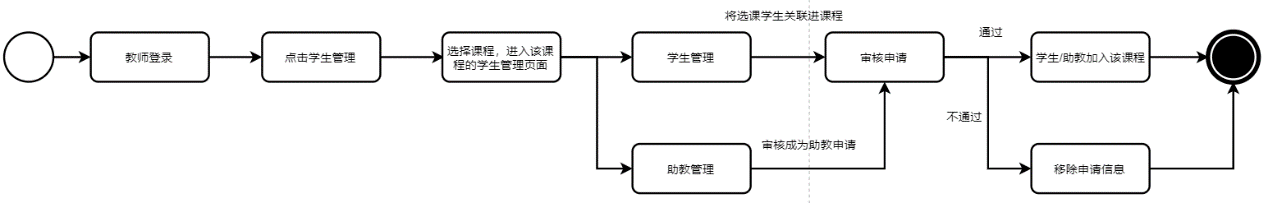 将选课学生关联进课程
通过
教师登录
点击学生管理
选择课程，进入该课
程的学生管理页面
学生管理
审核申请
学生/助教加入该课程
不通过
审核成为助教申请
助教管理
移除申请信息